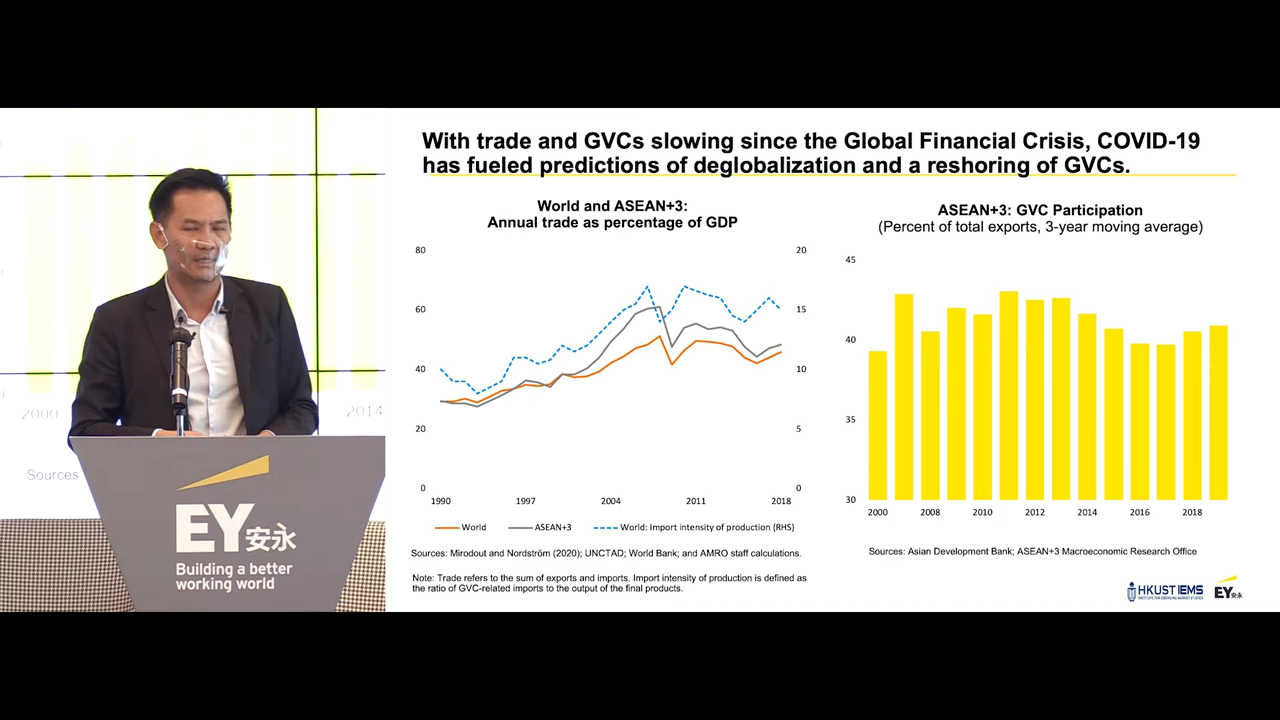 2000
2014
Sources
EY安永
Building a better
working world
With trade and GVCs slowing since the Global Financial Crisis, COVID-19
has fueled predictions of deglobalization and a reshoring of GVCs.
World and ASEAN+3:
Annual trade as percentage of GDP
80
60
40
20
0
20
15
10
5
0
1990 1997 2004 2011 2018
World ASEAN+3 World: Import intensity of production (RHS)
Sources: Mirodout and Nordström (2020); UNCTAD; World Bank; and AMRO staff calculations.
Note: Trade refers to the sum of exports and imports. Import intensity of production is defined as
the ratio of GVC-related imports to the output of the final products.
ASEAN+3: GVC Participation
(Percent of total exports, 3-year moving average)
45
40
35
30
2000 2008 2010 2012 2014 2016 2018
Sources: Asian Development Bank; ASEAN+3 Macroeconomic Research Office
HKUST IEMS
INSTITUTE FOR EMERGING MARKET STUDIES
EY安永